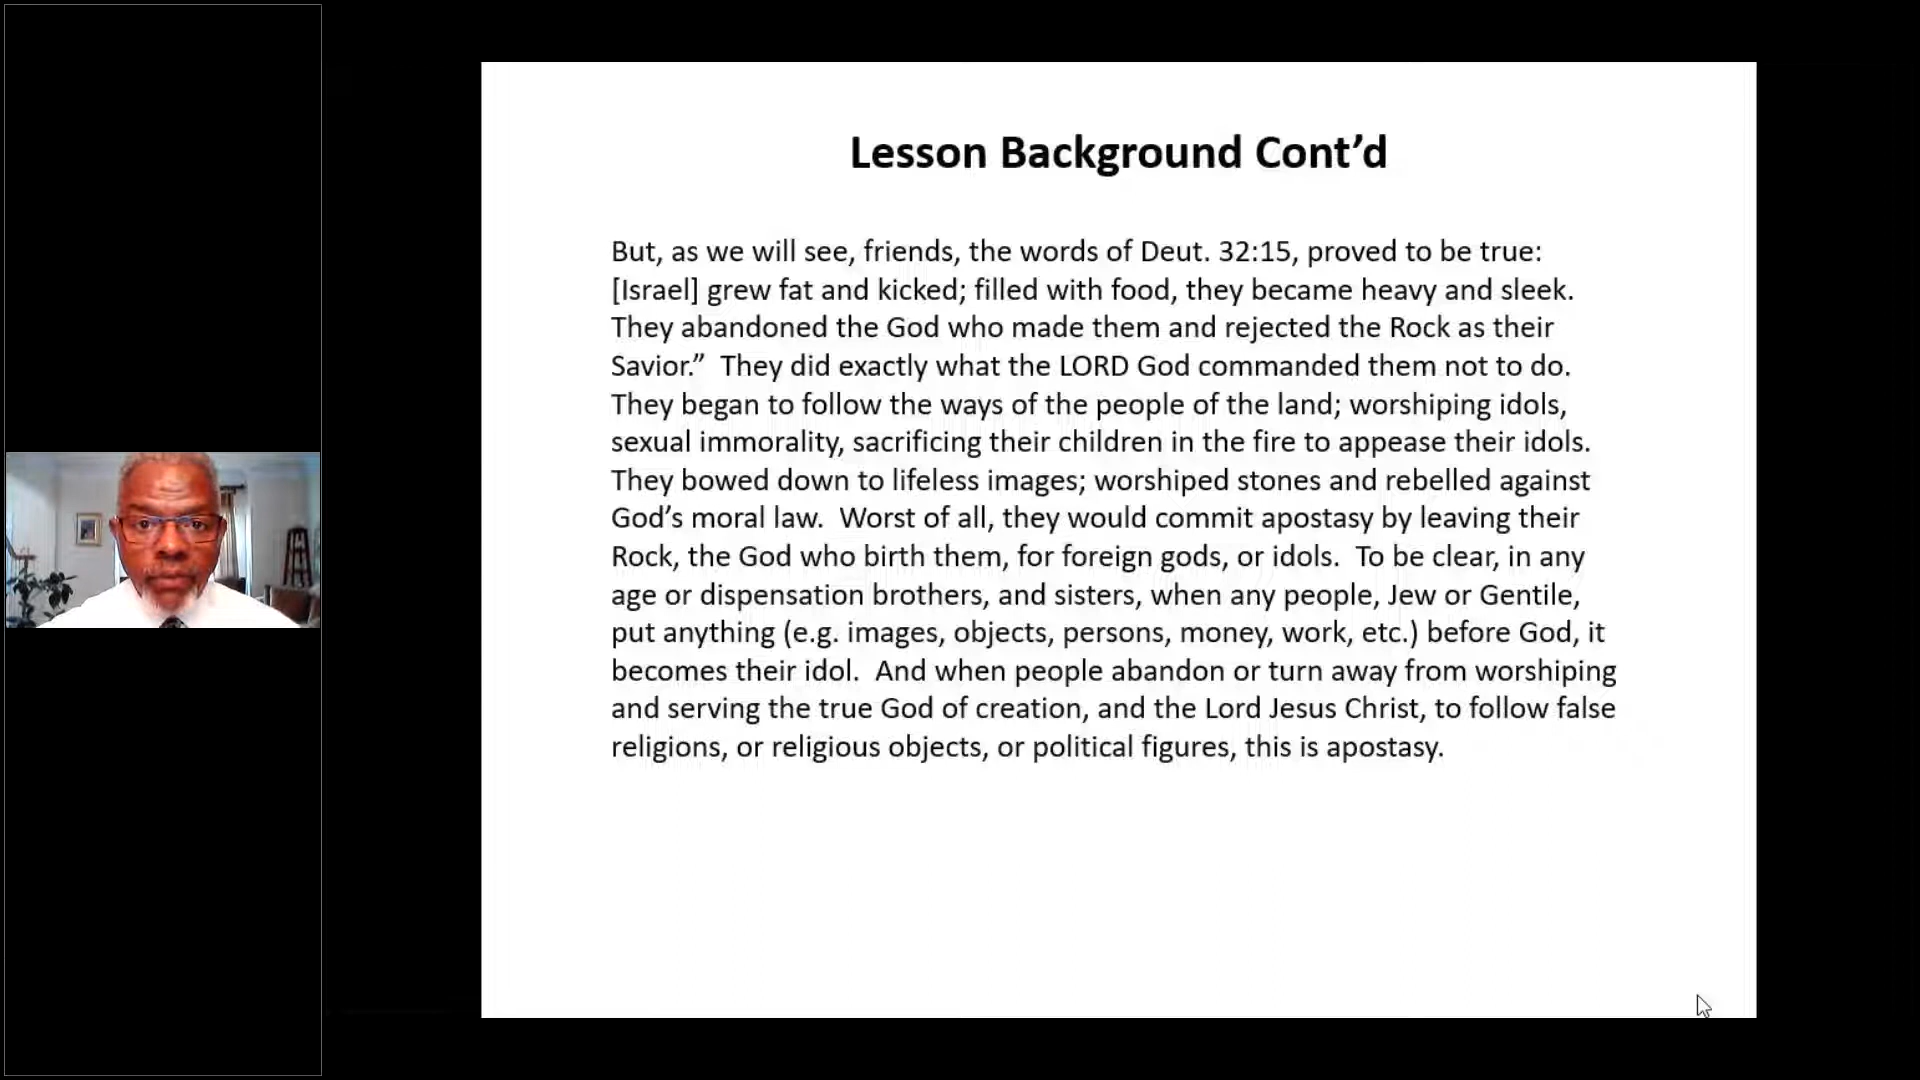 Lesson Background Cont’d
But, as we will see, friends, the words of Deut. 32:15, proved to be true:
[Israel] grew fat and kicked; filled with food, they became heavy and sleek.
They abandoned the God who made them and rejected the Rock as their
Savior.”  They did exactly what the LORD God commanded them not to do.
They began to follow the ways of the people of the land; worshiping idols,
sexual immorality, sacrificing their children in the fire to appease their idols.
They bowed down to lifeless images; worshiped stones and rebelled against
God’s moral law.  Worst of all, they would commit apostasy by leaving their
Rock, the God who birth them, for foreign gods, or idols.  To be clear, in any
age or dispensation brothers, and sisters, when any people, Jew or Gentile,
put anything (e.g. images, objects, persons, money, work, etc.) before God, it
becomes their idol.  And when people abandon or turn away from worshiping
and serving the true God of creation, and the Lord Jesus Christ, to follow false
religions, or religious objects, or political figures, this is apostasy.